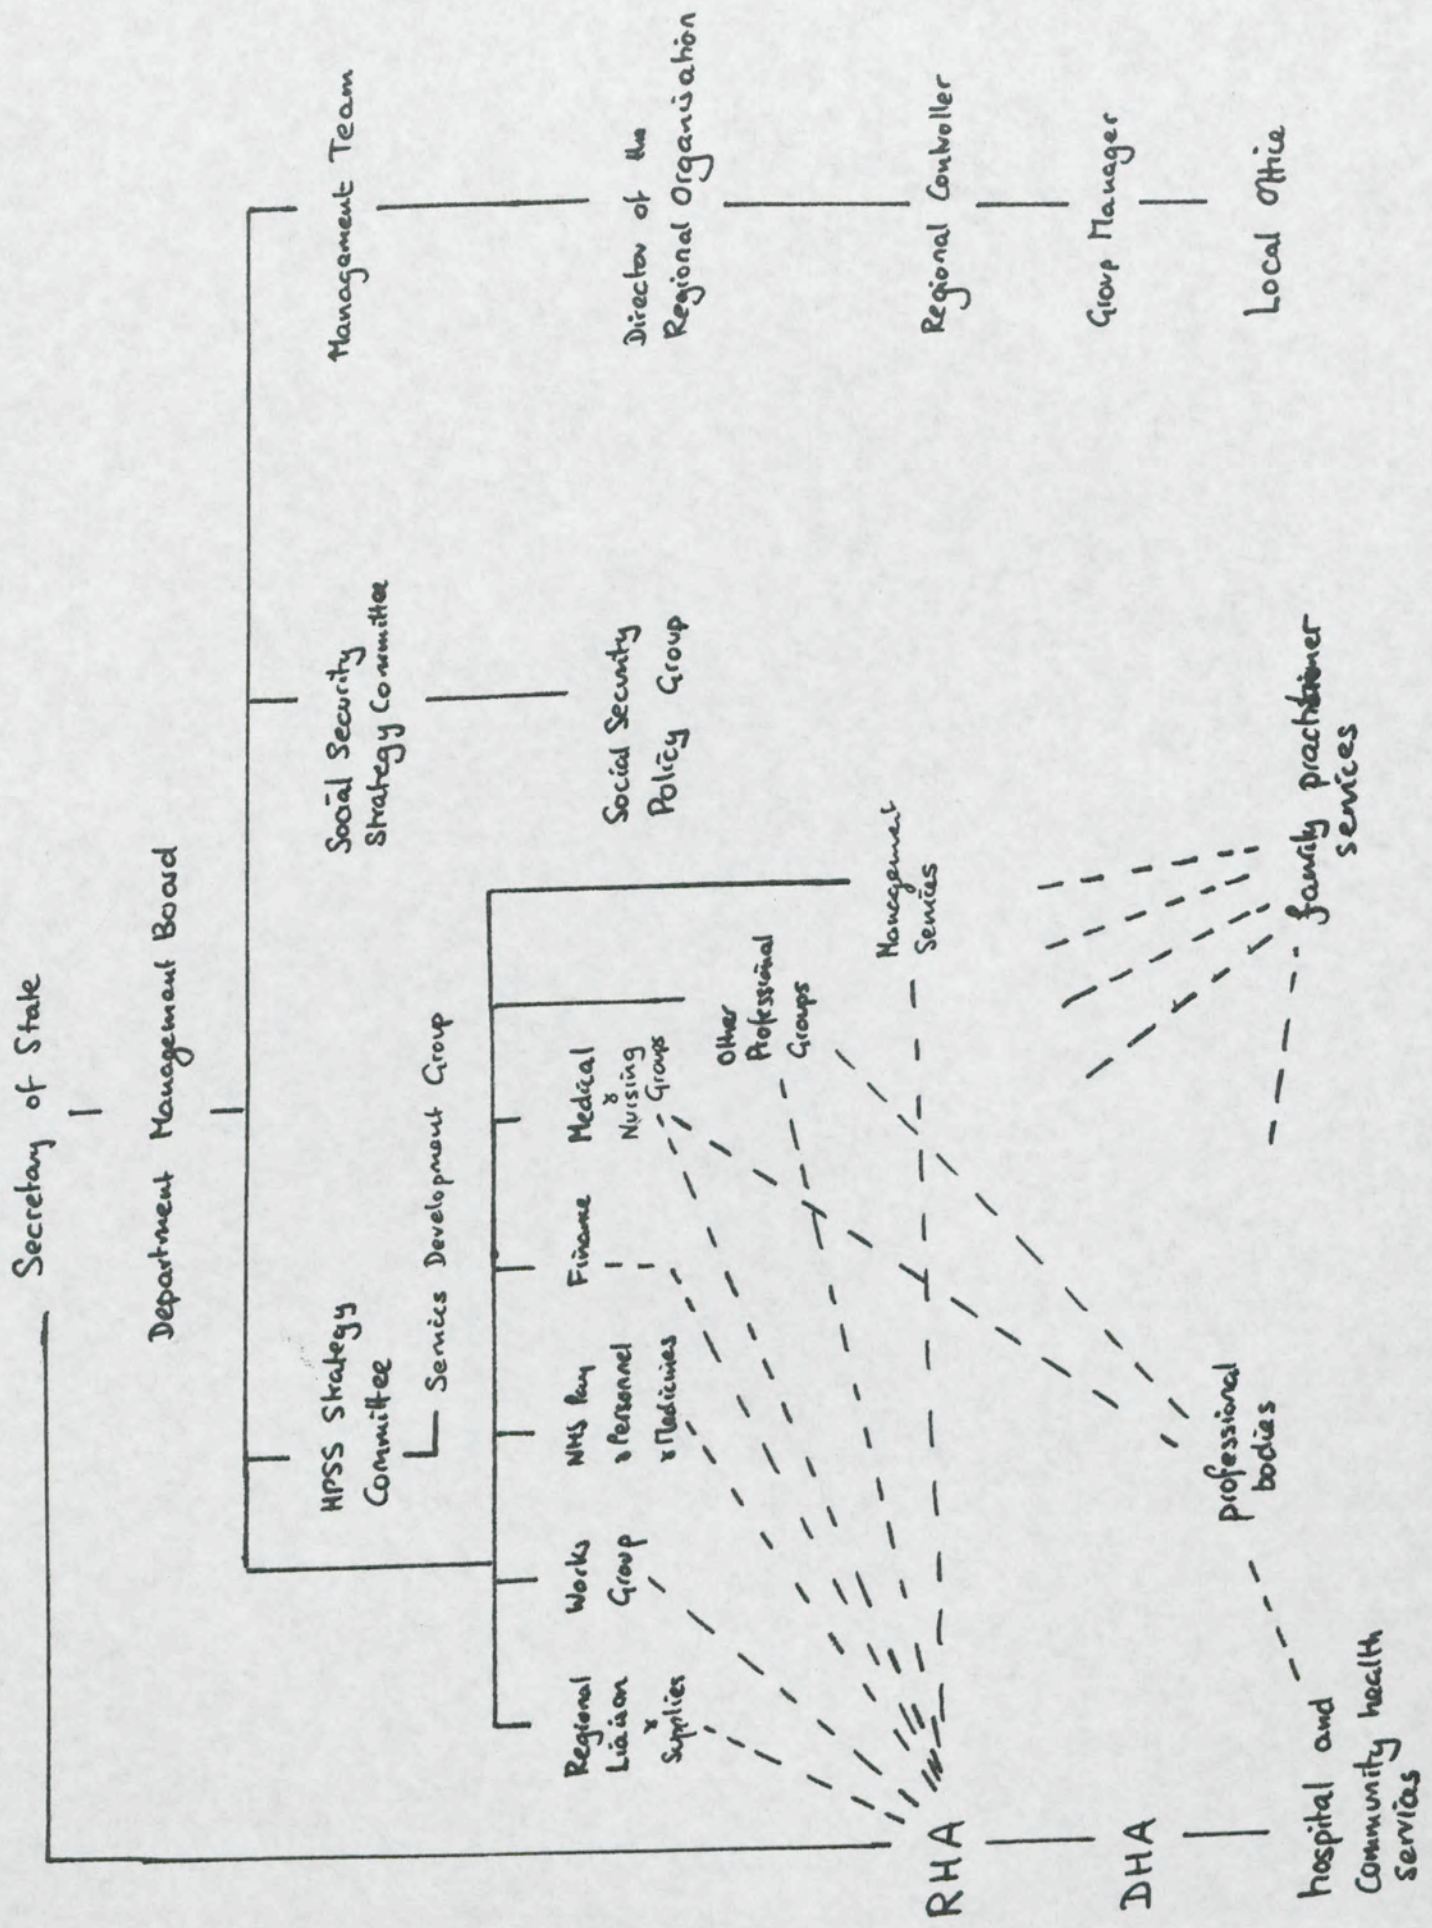 Secretary of State
Department Management Board
HPSS Strategy
Committee
Social Security
Strategy Committee
Management Team
Services Development Group
Regional
Liaison
&
Supplies
Works
Group
NHS Pay
& Personnel
& Medicines
Finance
Medical
&
Nursing
Groups
Other
Professional
Groups
Management
Services
Social Security
Policy Group
Director of the
Regional Organisation
Regional Controller
Group Manager
Local Office
RHA
DHA
professional
bodies
hospital and
Community health
services
family practitioner
services